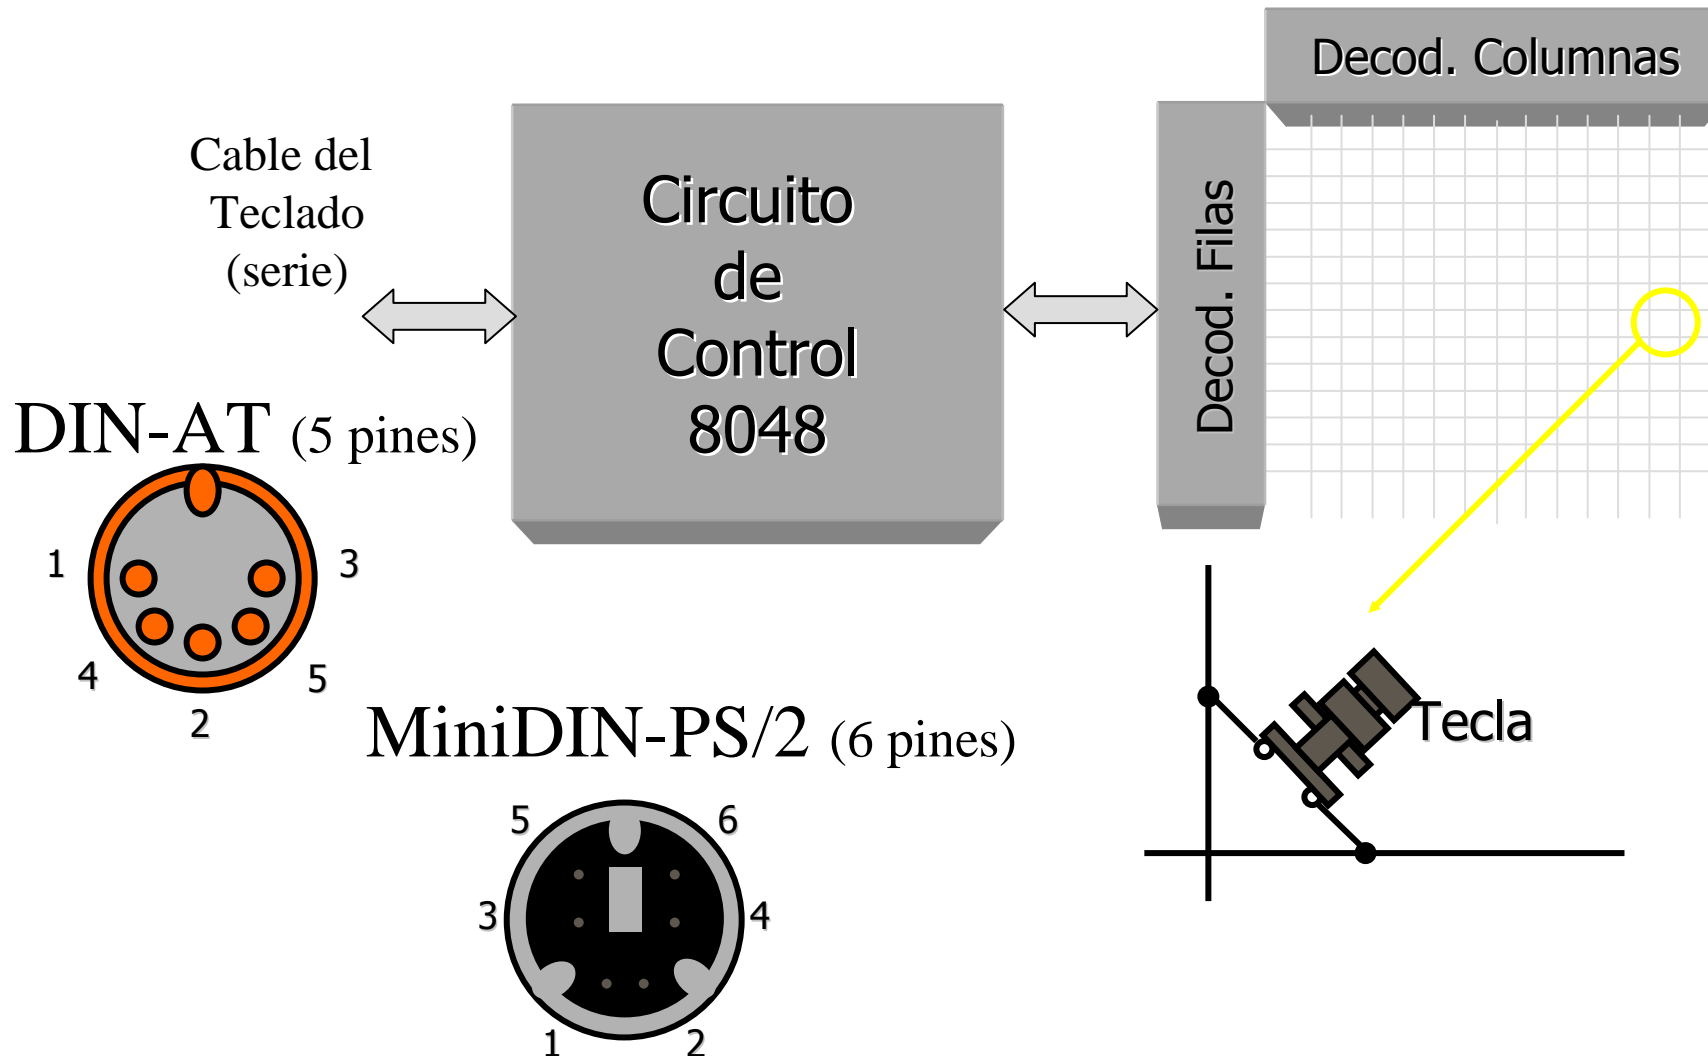 Decod. Columnas
Cable del
Teclado
(serie)
Circuito
de
Control
8048
Decod. Filas
DIN-AT (5 pines)
1
3
4
5
2
MiniDIN-PS/2 (6 pines)
Tecla
5
6
3
4
1
2